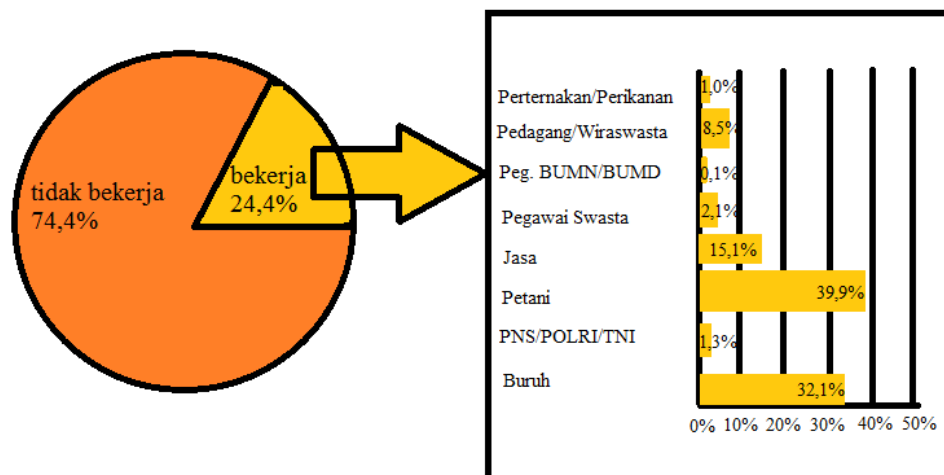 tidak bekerja
74,4%
bekerja
24,4%
Perternakan/Perikanan
1,0%
Pedagang/Wiraswasta
8,5%
Peg. BUMN/BUMD
0,1%
Pegawai Swasta
2,1%
Jasa
15,1%
Petani
39,9%
PNS/POLRI/TNI
1,3%
Buruh
32,1%
0% 10% 20% 30% 40% 50%